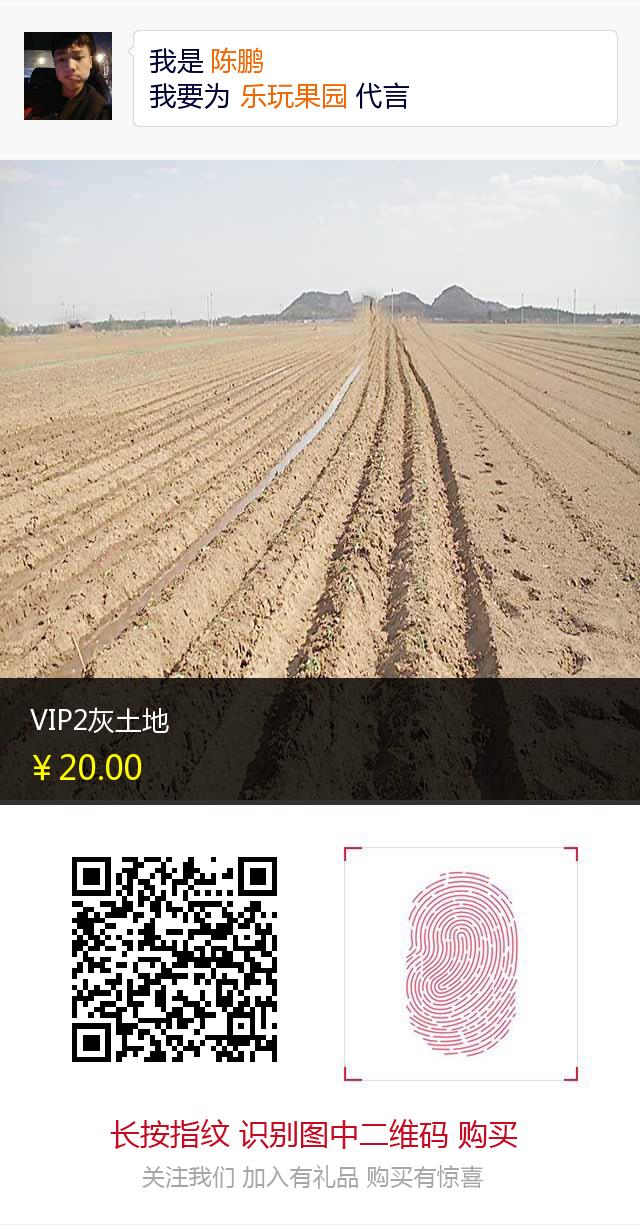 我是 陈鹏
我要为 乐玩果园 代言
VIP2灰土地
￥20.00
长按指纹 识别图中二维码 购买
关注我们 加入有礼品 购买有惊喜